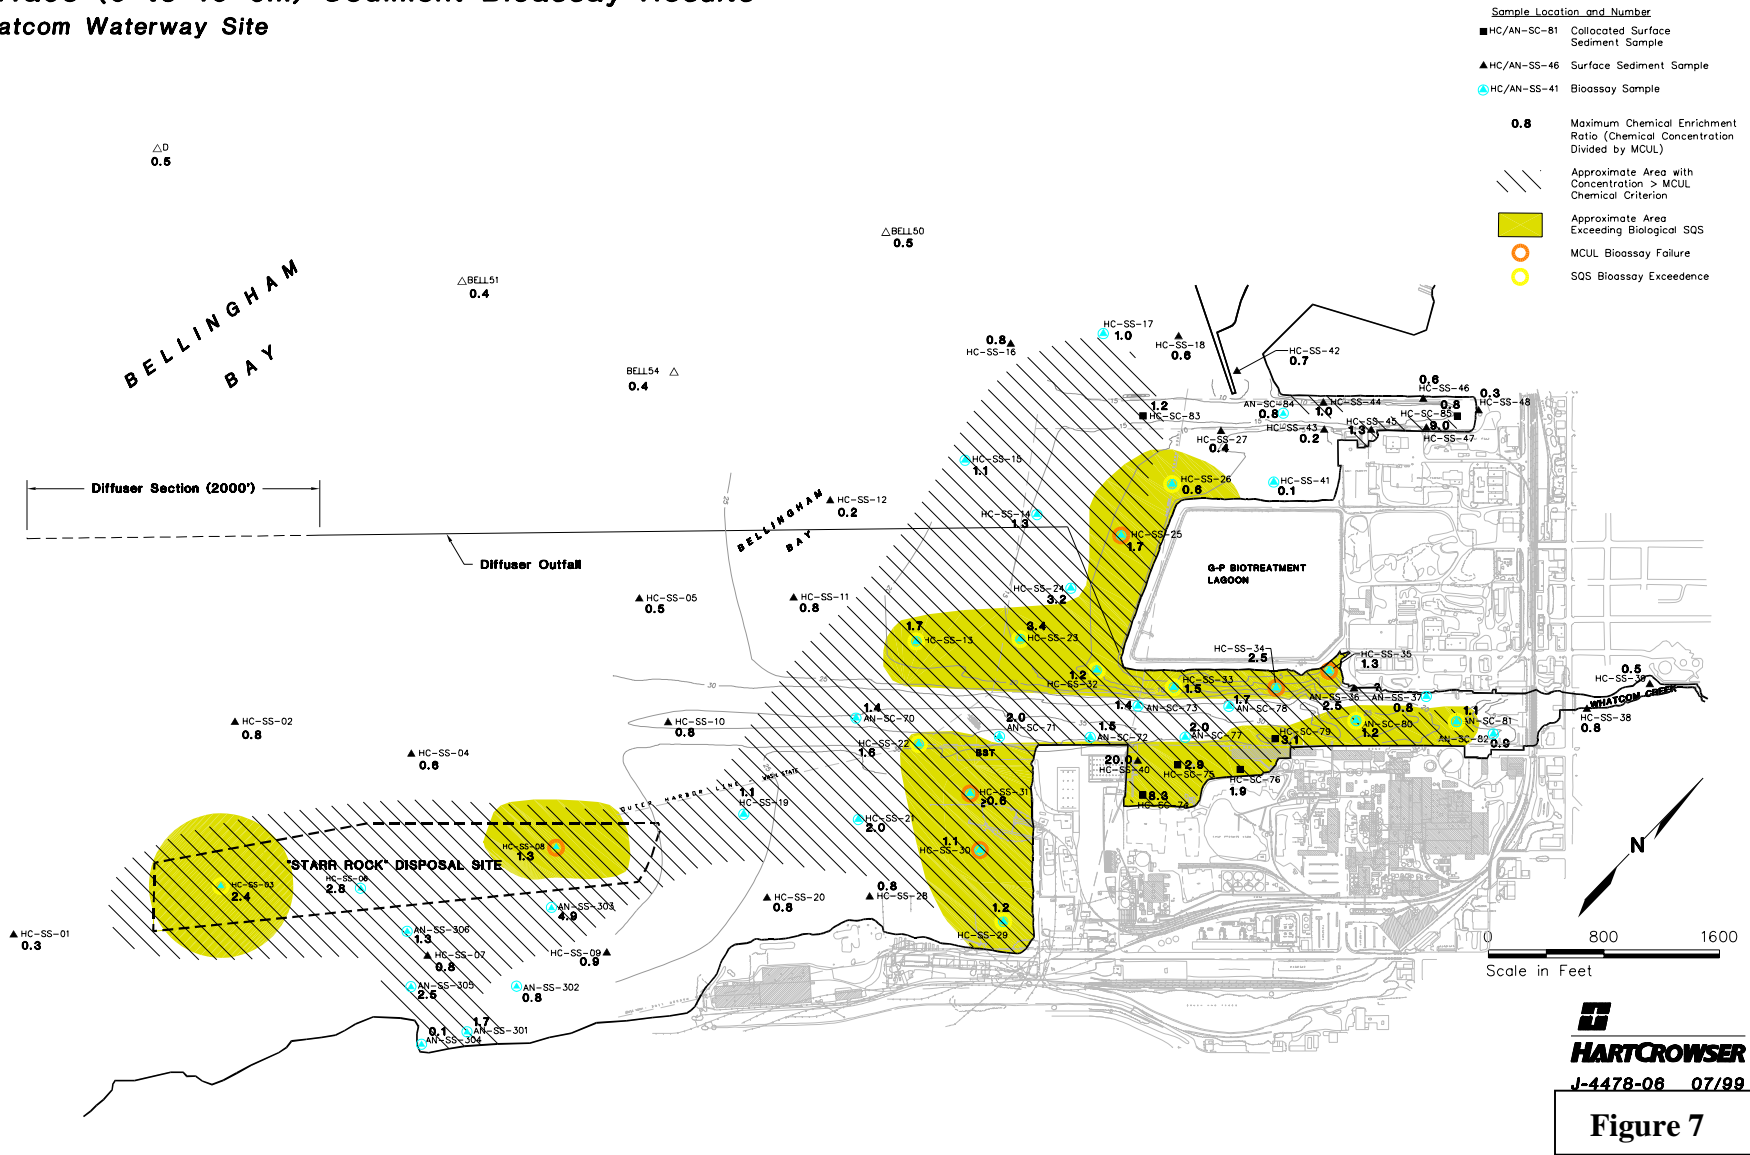 atcom Waterway Site
Sample Location and Number
HC/AN-SC-81 Collocated Surface
Sediment Sample
HC/AN-SS-46 Surface Sediment Sample
HC/AN-SS-41 Bioassay Sample
0.8 Maximum Chemical Enrichment
Ratio (Chemical Concentration
Divided by MCUL)
Approximate Area with
Concentration > MCUL
Chemical Criterion
Approximate Area
Exceeding Biological SQS
MCUL Bioassay Failure
SQS Bioassay Exceedence
D
0.5
BELL50
0.5
BELL51
0.4
BELLINGHAM
BAY
BELL54
0.4
HC-SS-17
1.0
0.8
HC-SS-16
HC-SS-18
0.6
HC-SS-42
0.7
0.6
HC-SS-46
0.3
HC-SS-48
1.2
HC-SC-83
AN-SC-84
0.8
HC-SS-44
1.0
0.8
HC-SC-85
HC-SS-43
0.2
HC-SS-45
1.3
9.0
HC-SS-47
HC-SS-27
0.4
HC-SS-15
1.1
HC-SS-26
0.6
HC-SS-41
0.1
Diffuser Section (2000')
HC-SS-12
0.2
BELLINGHAM
BAY
HC-SS-14
1.3
HC-SS-25
1.7
Diffuser Outfall
G-P BIOTREATMENT
LAGOON
HC-SS-05
0.5
HC-SS-11
0.8
HC-SS-24
3.2
1.7
HC-SS-13
3.4
HC-SS-23
HC-SS-34
2.5
HC-SS-35
1.3
1.2
HC-SS-32
HC-SS-33
1.5
0.5
HC-SS-39
WHATCOM CREEK
AN-SS-36
2.5
AN-SS-37
0.8
HC-SS-38
0.8
HC-SS-02
0.8
HC-SS-10
0.8
1.4
AN-SC-70
2.0
AN-SC-71
1.4
AN-SC-73
1.7
AN-SC-78
1.5
AN-SC-72
2.0
AN-SC-77
HC-SC-79
3.1
AN-SC-80
1.2
1.1
AN-SC-81
AN-SC-82
0.9
HC-SS-04
0.6
HC-SS-22
1.6
SST
20.0
HC-SS-40
2.9
HC-SC-75
HC-SC-76
1.9
8.3
HC-SC-74
OUTER HARBOR LINE - WASH STATE
1.1
HC-SS-19
HC-SS-21
2.0
HC-SS-31
≥0.6
1.1
HC-SS-30
HC-SS-08
1.3
"STARR ROCK" DISPOSAL SITE
HC-SS-03
2.4
HC-SS-06
2.8
AN-SS-303
4.9
HC-SS-20
0.8
0.8
HC-SS-28
1.2
HC-SS-29
HC-SS-01
0.3
AN-SS-306
1.3
HC-SS-07
0.8
HC-SS-09
0.9
AN-SS-305
2.5
AN-SS-302
0.8
1.7
AN-SS-301
0.1
AN-SS-304
N
0 800 1600
Scale in Feet
HARTCROWSER
J-4478-06 07/99
Figure 7